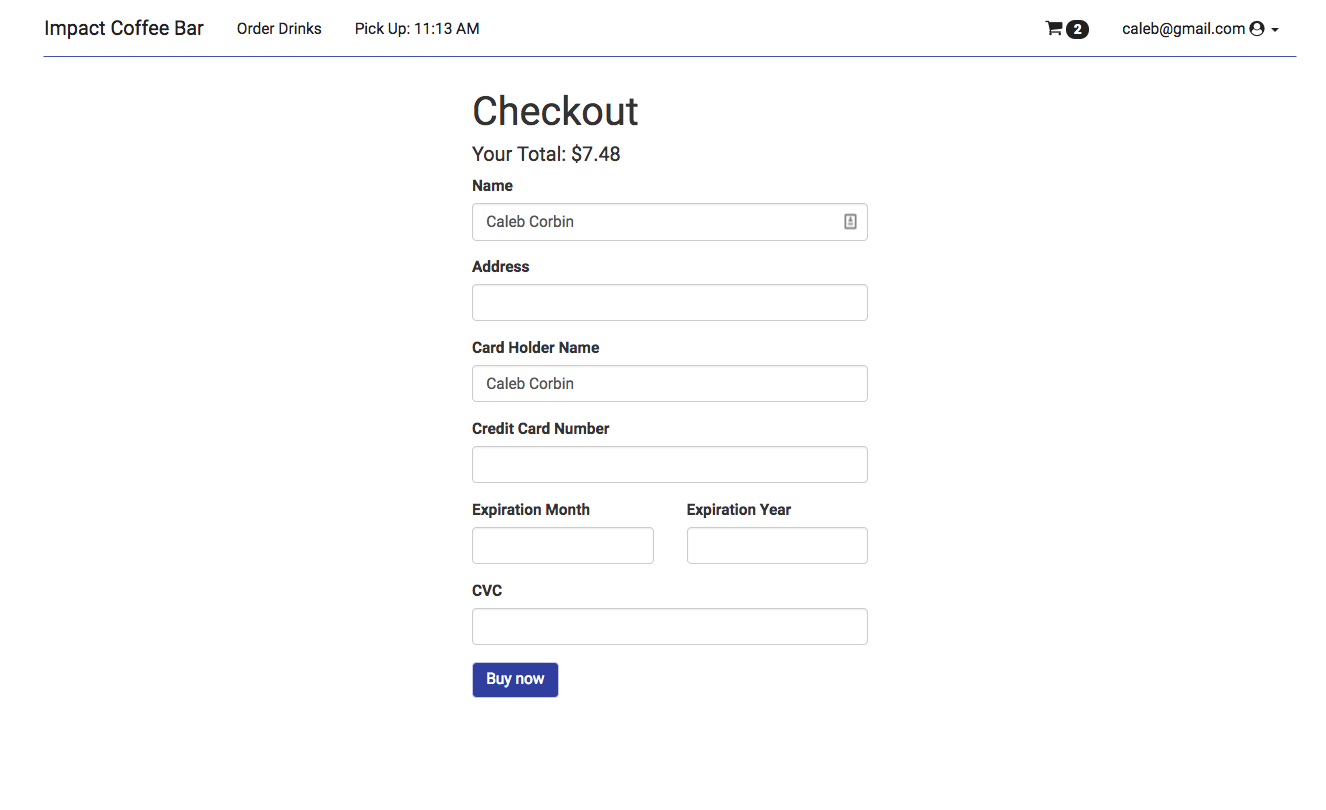 Impact Coffee Bar Order Drinks Pick Up: 11:13 AM 2 caleb@gmail.com
Checkout
Your Total: $7.48
Name
Caleb Corbin
Address
Card Holder Name
Caleb Corbin
Credit Card Number
Expiration Month Expiration Year
CVC
Buy now